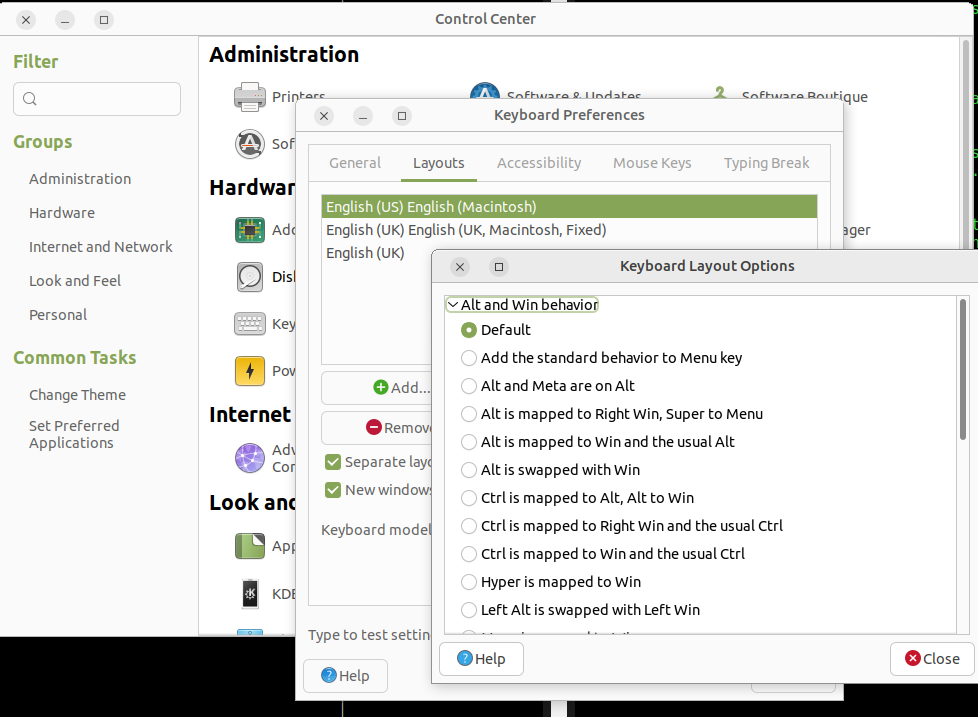 Control Center
Filter
Groups
Administration
Hardware
Internet and Network
Look and Feel
Personal
Common Tasks
Change Theme
Set Preferred
Applications
Administration
Printers
Software & Updates
Software Boutique
Sof
Hardwar
Add
ager
Disk
Key
Pow
Internet
Adv
Con
Look and
App
KDE
Keyboard Preferences
General
Layouts
Accessibility
Mouse Keys
Typing Break
English (US) English (Macintosh)
English (UK) English (UK, Macintosh, Fixed)
English (UK)
Add...
Remove
Separate layo
New windows
Keyboard model
Type to test setting
Help
Keyboard Layout Options
Alt and Win behavior
Default
Add the standard behavior to Menu key
Alt and Meta are on Alt
Alt is mapped to Right Win, Super to Menu
Alt is mapped to Win and the usual Alt
Alt is swapped with Win
Ctrl is mapped to Alt, Alt to Win
Ctrl is mapped to Right Win and the usual Ctrl
Ctrl is mapped to Win and the usual Ctrl
Hyper is mapped to Win
Left Alt is swapped with Left Win
Help
Close